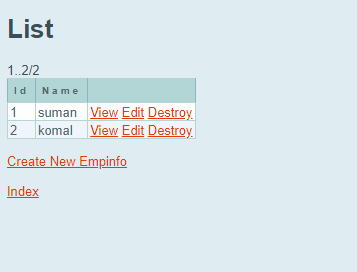 List
1..2/2
Id Name
1 suman View Edit Destroy
2 komal View Edit Destroy
Create New Empinfo
Index